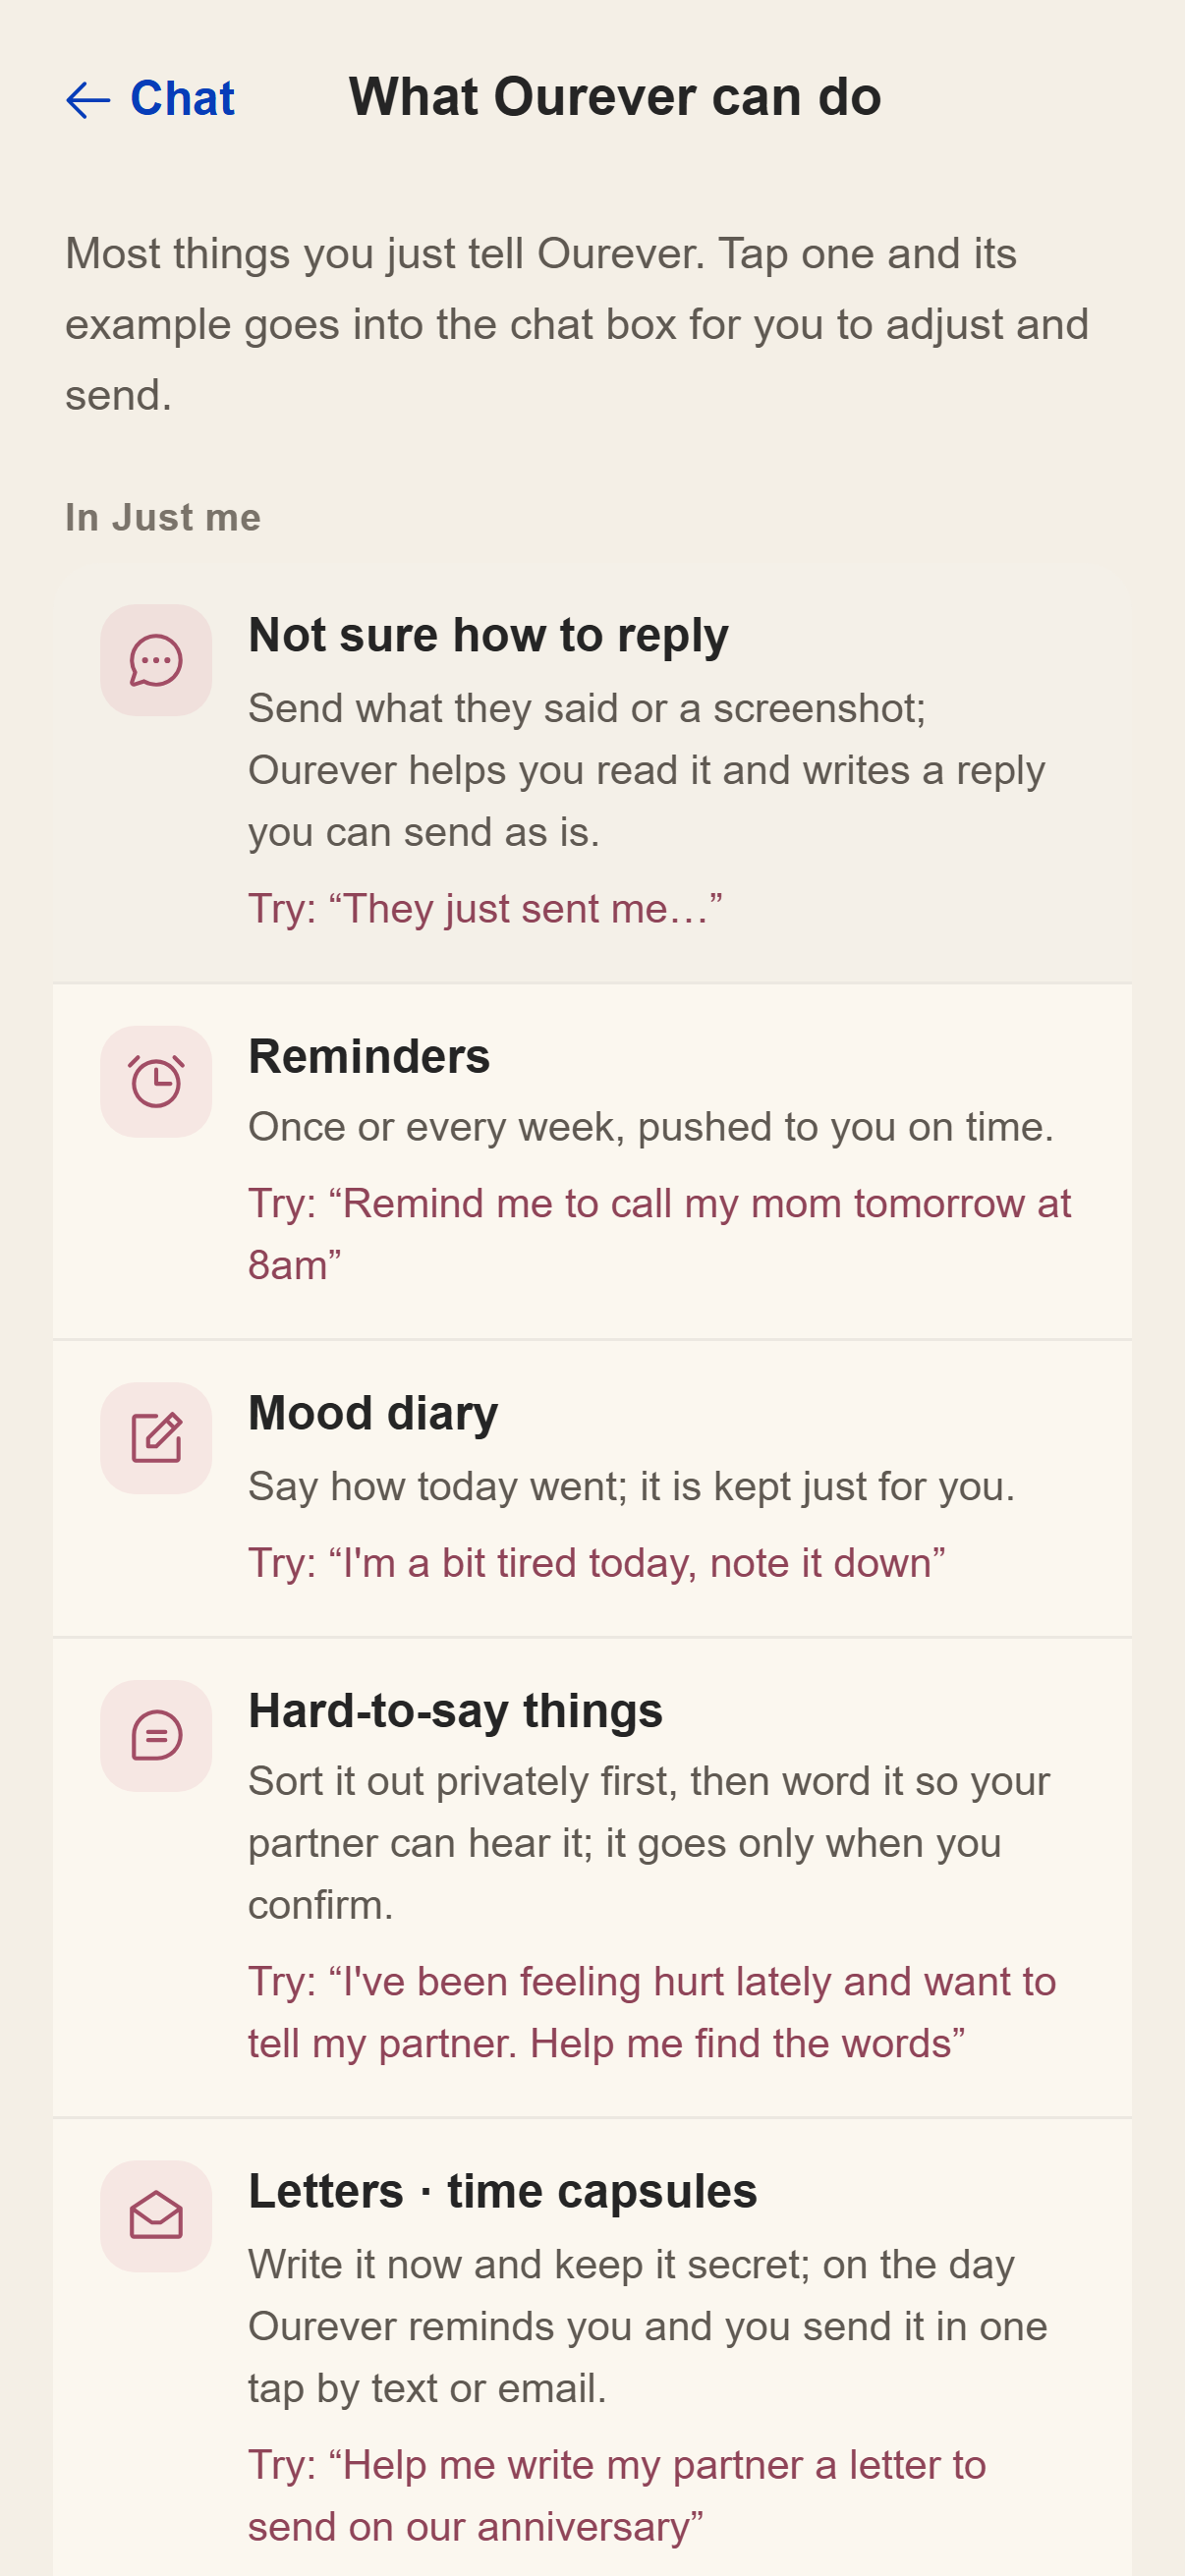 Chat
What Ourever can do
Most things you just tell Ourever. Tap one and its
example goes into the chat box for you to adjust and
send.
In Just me
Not sure how to reply
Send what they said or a screenshot;
Ourever helps you read it and writes a reply
you can send as is.
Try: “They just sent me…”
Reminders
Once or every week, pushed to you on time.
Try: “Remind me to call my mom tomorrow at
8am”
Mood diary
Say how today went; it is kept just for you.
Try: “I'm a bit tired today, note it down”
Hard-to-say things
Sort it out privately first, then word it so your
partner can hear it; it goes only when you
confirm.
Try: “I've been feeling hurt lately and want to
tell my partner. Help me find the words”
Letters · time capsules
Write it now and keep it secret; on the day
Ourever reminds you and you send it in one
tap by text or email.
Try: “Help me write my partner a letter to
send on our anniversary”